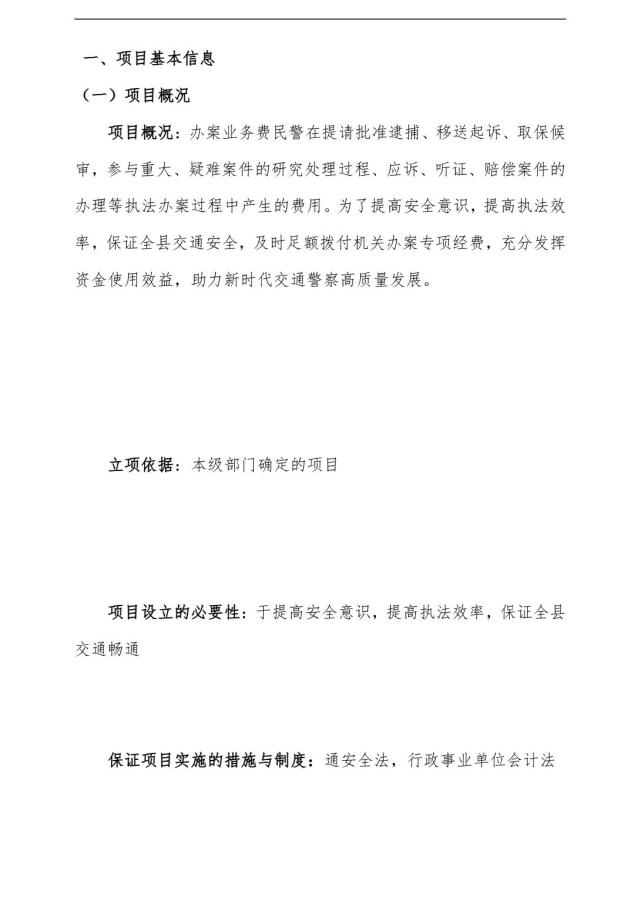 一、项目基本信息
（一）项目概况
项目概况：办案业务费民警在提请批准逮捕、移送起诉、取保候
审，参与重大、疑难案件的研究处理过程、应诉、听证、赔偿案件的
办理等执法办案过程中产生的费用。为了提高安全意识，提高执法效
率，保证全县交通安全，及时足额拨付机关办案专项经费，充分发挥
资金使用效益，助力新时代交通警察高质量发展。
立项依据：本级部门确定的项目
项目设立的必要性：于提高安全意识，提高执法效率，保证全县
交通畅通
保证项目实施的措施与制度：通安全法，行政事业单位会计法